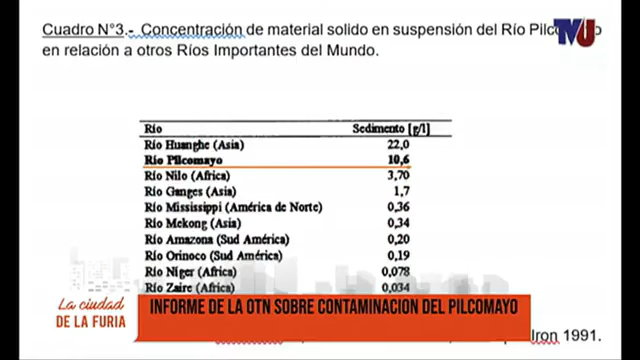 Cuadro N°3.- Concentración de material solido en suspensión del Río Pilcomayo
en relación a otros Ríos Importantes del Mundo.
TVU
Río Sedimento [g/l]
Río Huanghe (Asia) 22,0
Río Pilcomayo 10,6
Río Nilo (Africa) 3,70
Río Ganges (Asia) 1,7
Río Mississippi (América de Norte) 0,36
Río Mekong (Asia) 0,34
Río Amazona (Sud América) 0,20
Río Orinoco (Sud América) 0,19
Río Níger (Africa) 0,078
Río Zaire (Africa) 0,034
La ciudad
DE LA FURIA
INFORME DE LA OTN SOBRE CONTAMINACION DEL PILCOMAYO
Iron 1991.